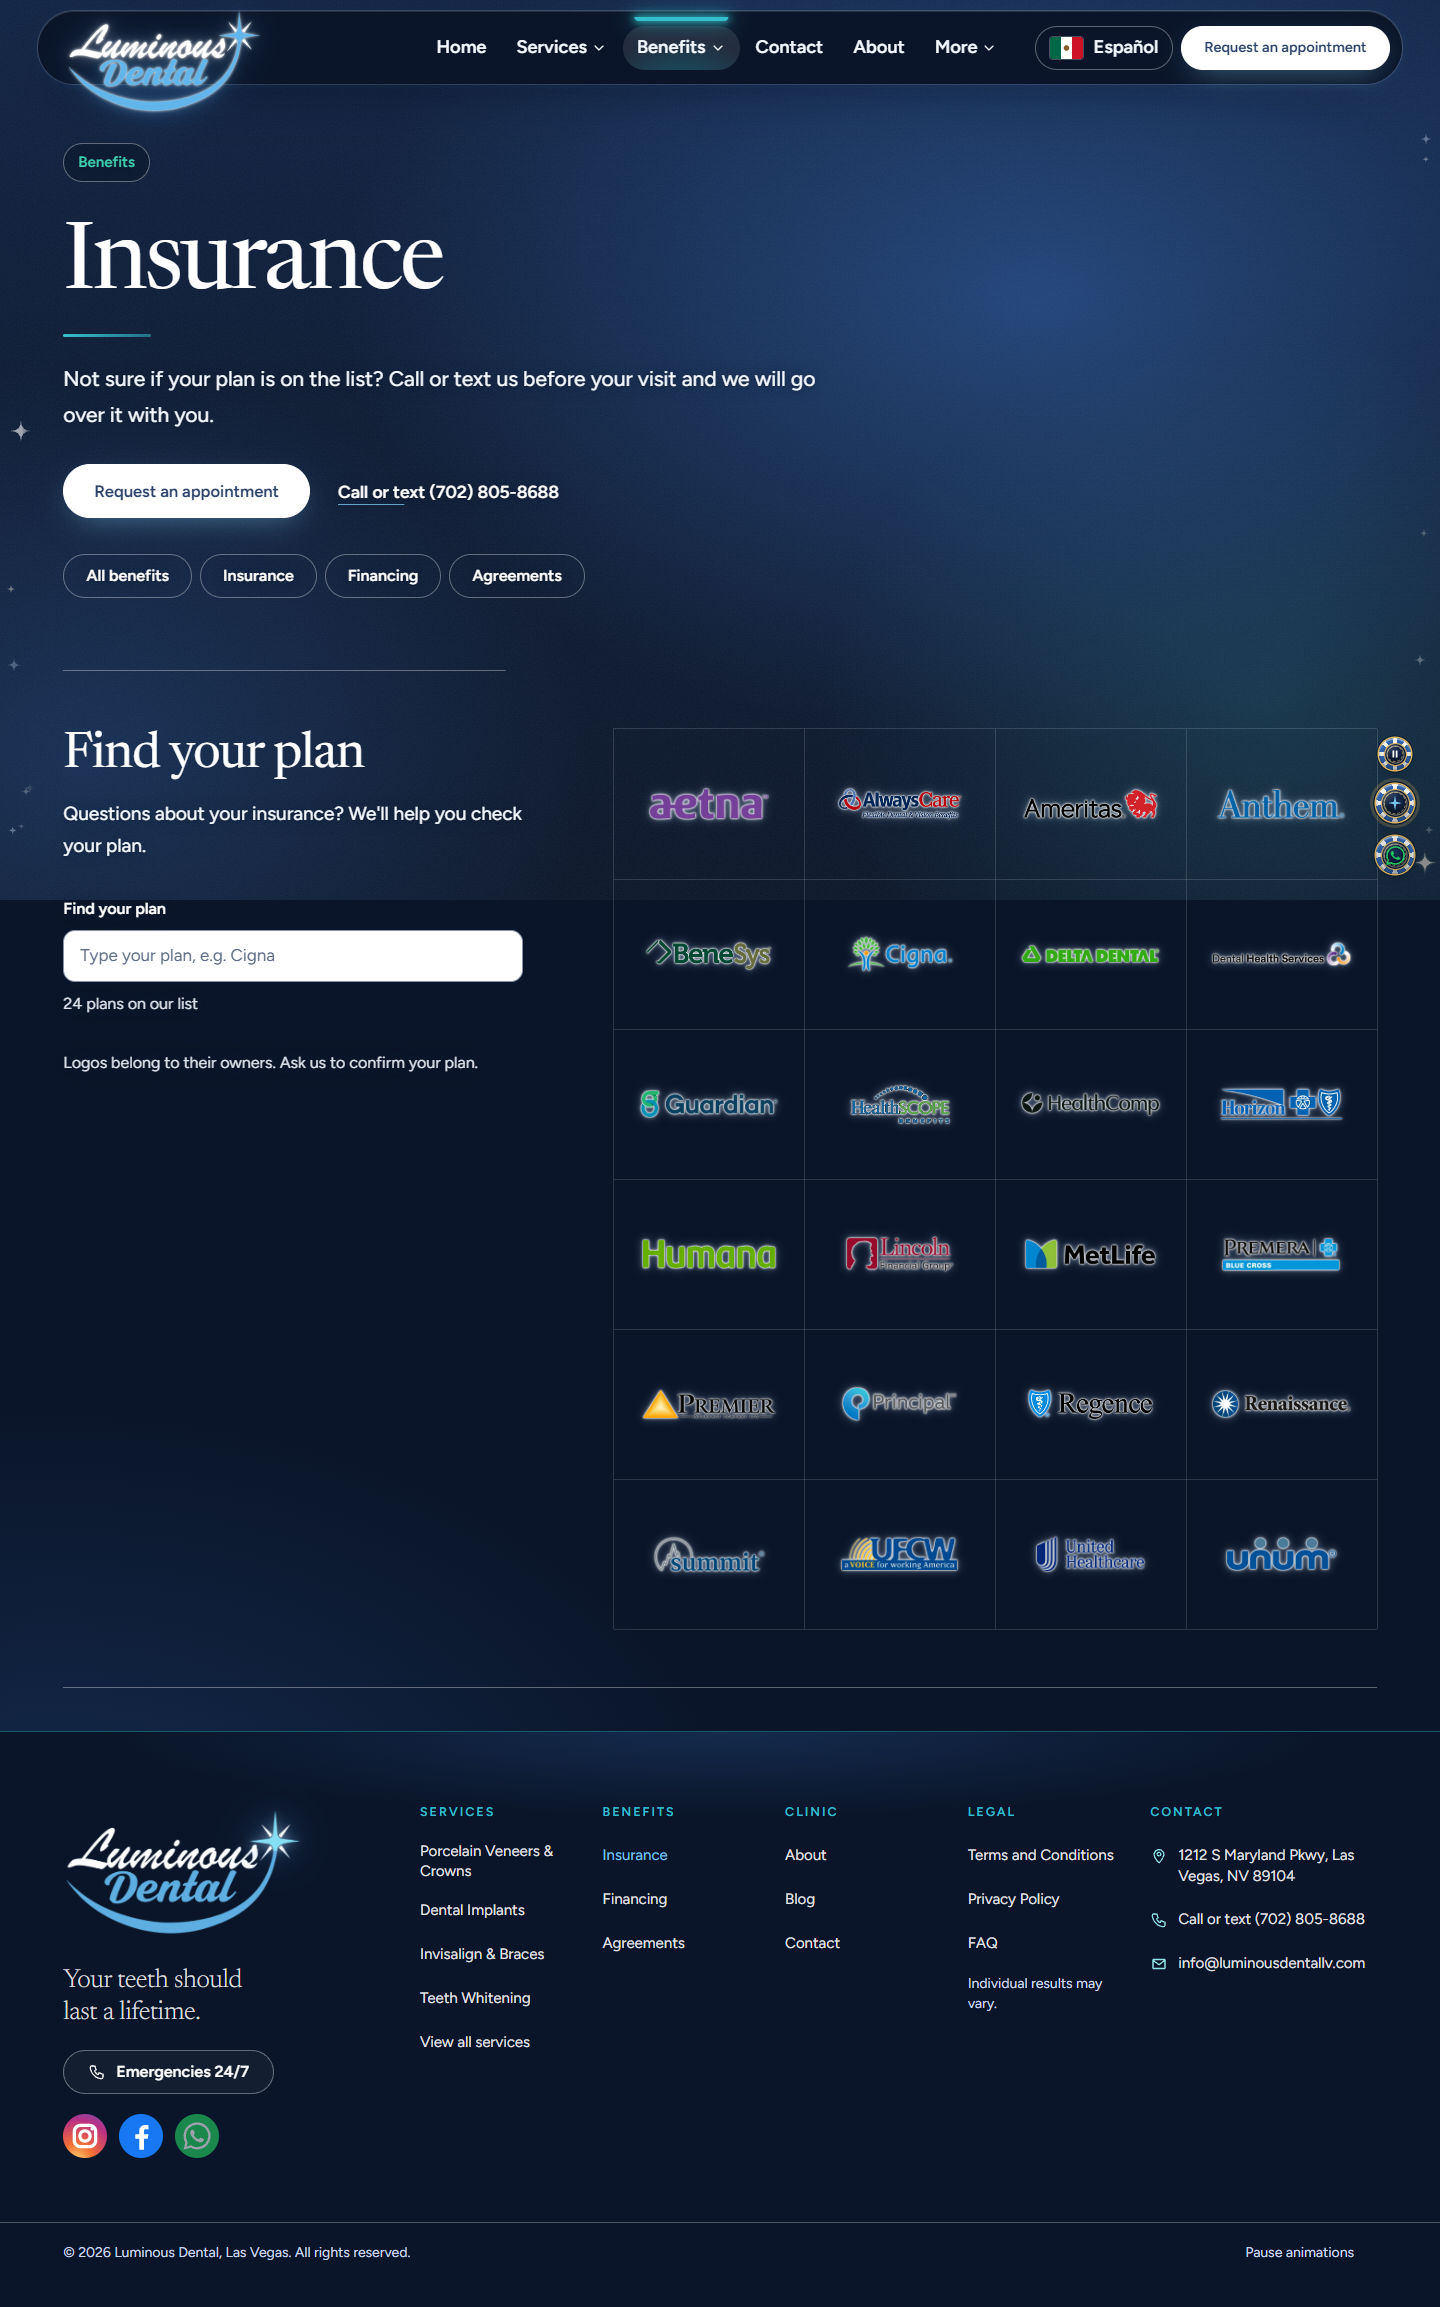 Luminous
Dental
Home
Services
Benefits
Contact
About
More
Español
Request an appointment
Benefits
Insurance
Not sure if your plan is on the list? Call or text us before your visit and we will go
over it with you.
Request an appointment
Call or text (702) 805-8688
All benefits
Insurance
Financing
Agreements
Find your plan
Questions about your insurance? We'll help you check
your plan.
Find your plan
Type your plan, e.g. Cigna
24 plans on our list
Logos belong to their owners. Ask us to confirm your plan.
aetna
AlwaysCare
Ameritas
Anthem
BeneSys
Cigna
DELTA DENTAL
Dental Health Services
Guardian
HealthSCOPE
BENEFITS
HealthComp
Horizon
Humana
Lincoln
Financial Group
MetLife
PREMERA
BLUE CROSS
PREMIER
Principal
Regence
Renaissance
summit
UFCW
a VOICE for working America
United
Healthcare
unum
Luminous
Dental
Your teeth should
last a lifetime.
Emergencies 24/7
SERVICES
Porcelain Veneers &
Crowns
Dental Implants
Invisalign & Braces
Teeth Whitening
View all services
BENEFITS
Insurance
Financing
Agreements
CLINIC
About
Blog
Contact
LEGAL
Terms and Conditions
Privacy Policy
FAQ
Individual results may
vary.
CONTACT
1212 S Maryland Pkwy, Las
Vegas, NV 89104
Call or text (702) 805-8688
info@luminousdentallv.com
© 2026 Luminous Dental, Las Vegas. All rights reserved.
Pause animations